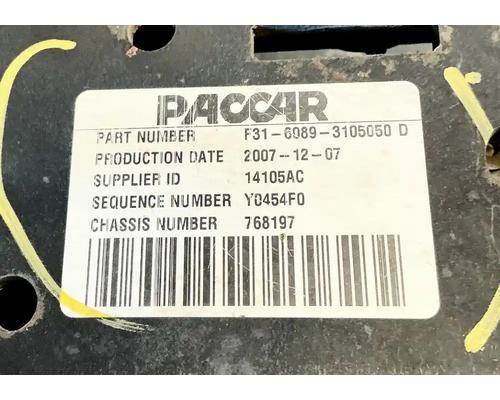 PACCAR
PART NUMBER F31-6089-3105050 D
PRODUCTION DATE 2007-12-07
SUPPLIER ID 14105AC
SEQUENCE NUMBER Y0454F0
CHASSIS NUMBER 768197